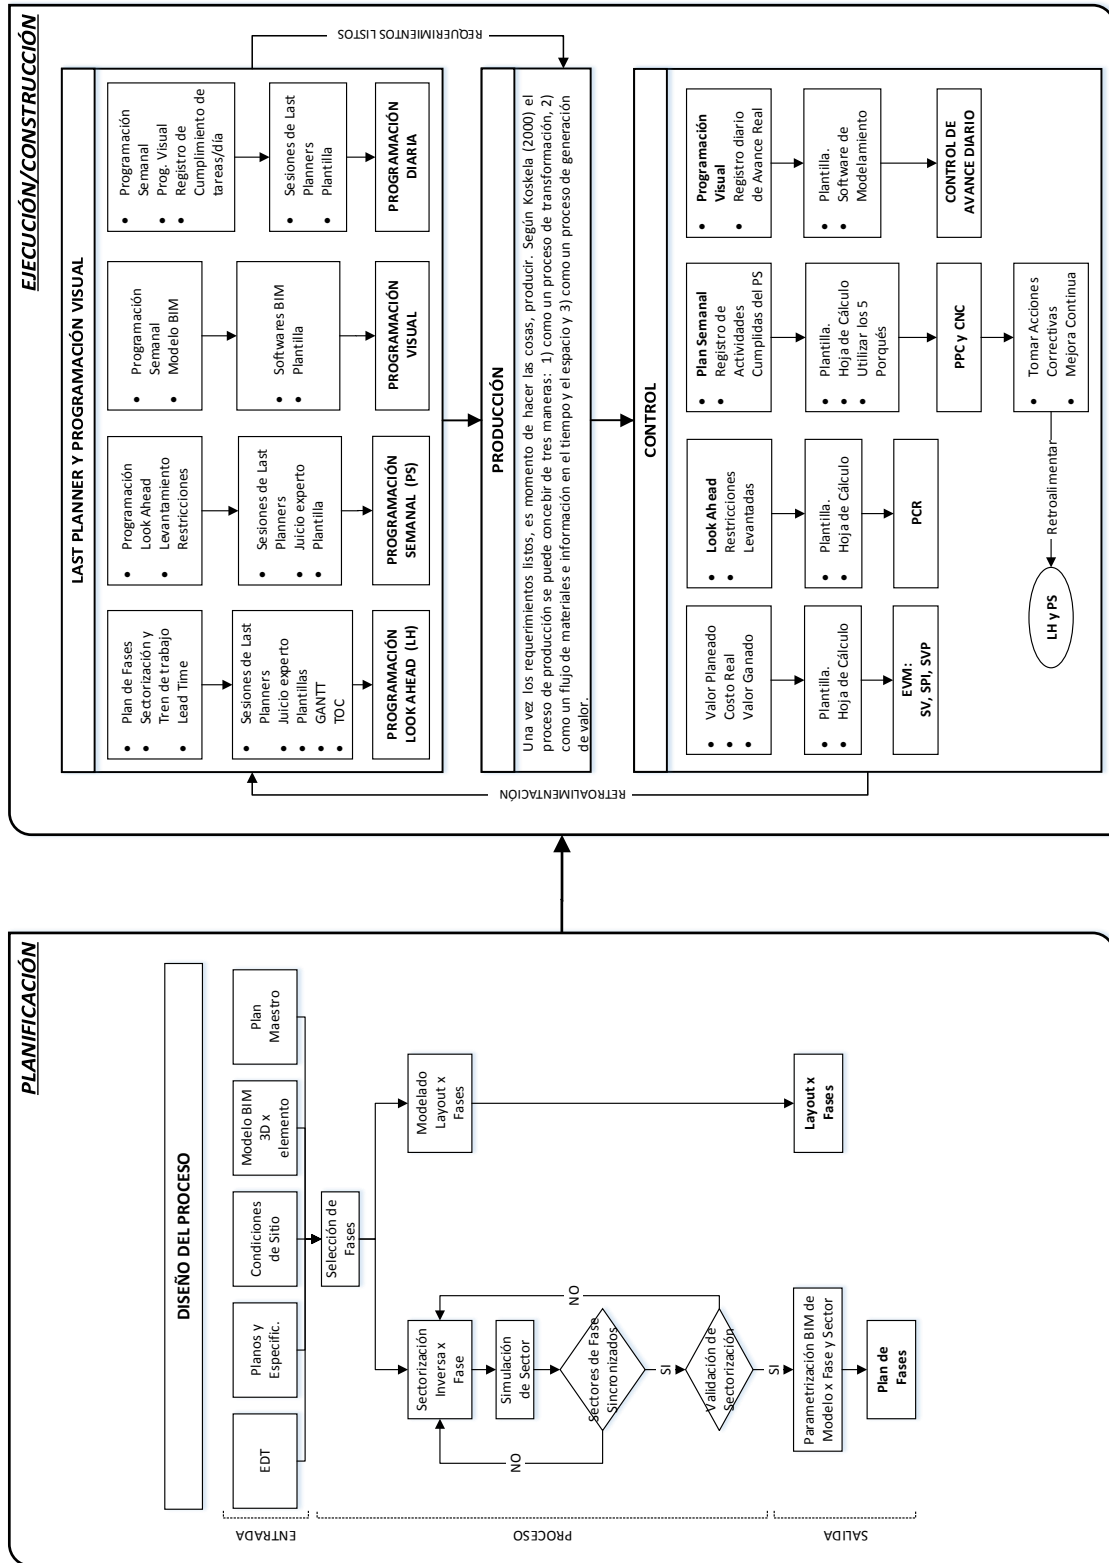 PLANIFICACIÓN
DISEÑO DEL PROCESO
ENTRADA
EDT
Planos y
Especific.
Condiciones
de Sitio
Modelo BIM
3D x
elemento
Plan
Maestro
PROCESO
Selección de
Fases
Sectorización
Inversa x
Fase
Modelado
Layout x
Fases
Simulación
de Sector
NO
Sectores de Fase
Sincronizados
NO
SI
Validación de
Sectorización
SI
SALIDA
Parametrización BIM de
Modelo x Fase y Sector
Layout x
Fases
Plan de
Fases
EJECUCIÓN/CONSTRUCCIÓN
LAST PLANNER Y PROGRAMACIÓN VISUAL
• Plan de Fases
• Sectorización y
Tren de trabajo
• Lead Time
• Sesiones de Last
Planners
• Juicio experto
• Plantillas
• GANTT
• TOC
PROGRAMACIÓN
LOOK AHEAD (LH)
• Programación
Look Ahead
• Levantamiento
Restricciones
• Sesiones de Last
Planners
• Juicio experto
• Plantilla
PROGRAMACIÓN
SEMANAL (PS)
• Programación
Semanal
• Modelo BIM
• Softwares BIM
• Plantilla
PROGRAMACIÓN
VISUAL
• Programación
Semanal
• Prog. Visual
• Registro de
Cumplimiento de
tareas/día
• Sesiones de Last
Planners
• Plantilla
PROGRAMACIÓN
DIARIA
REQUERIMIENTOS LISTOS
PRODUCCIÓN
Una vez los requerimientos listos, es momento de hacer las cosas, producir. Según Koskela (2000) el
proceso de producción se puede concebir de tres maneras: 1) como un proceso de transformación, 2)
como un flujo de materiales e información en el tiempo y el espacio y 3) como un proceso de generación
de valor.
RETROALIMENTACIÓN
CONTROL
• Valor Planeado
• Costo Real
• Valor Ganado
• Plantilla.
• Hoja de Cálculo
EVM:
SV, SPI, SVP
• Look Ahead
• Restricciones
Levantadas
• Plantilla.
• Hoja de Cálculo
PCR
• Plan Semanal
• Registro de
Actividades
Cumplidas del PS
• Plantilla.
• Hoja de Cálculo
• Utilizar los 5
Porqués
PPC y CNC
• Tomar Acciones
Correctivas
• Mejora Continua
Retroalimentar
LH y PS
• Programación
Visual
• Registro diario
de Avance Real
• Plantilla.
• Software de
Modelamiento
CONTROL DE
AVANCE DIARIO